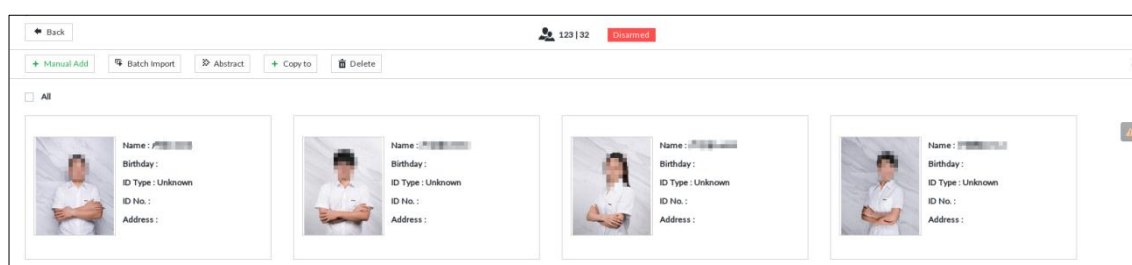 Back
123 | 32 Disarmed
+ Manual Add Batch Import Abstract + Copy to Delete
All
Name :
Birthday :
ID Type : Unknown
ID No. :
Address :
Name :
Birthday :
ID Type : Unknown
ID No. :
Address :
Name :
Birthday :
ID Type : Unknown
ID No. :
Address :
Name :
Birthday :
ID Type : Unknown
ID No. :
Address :